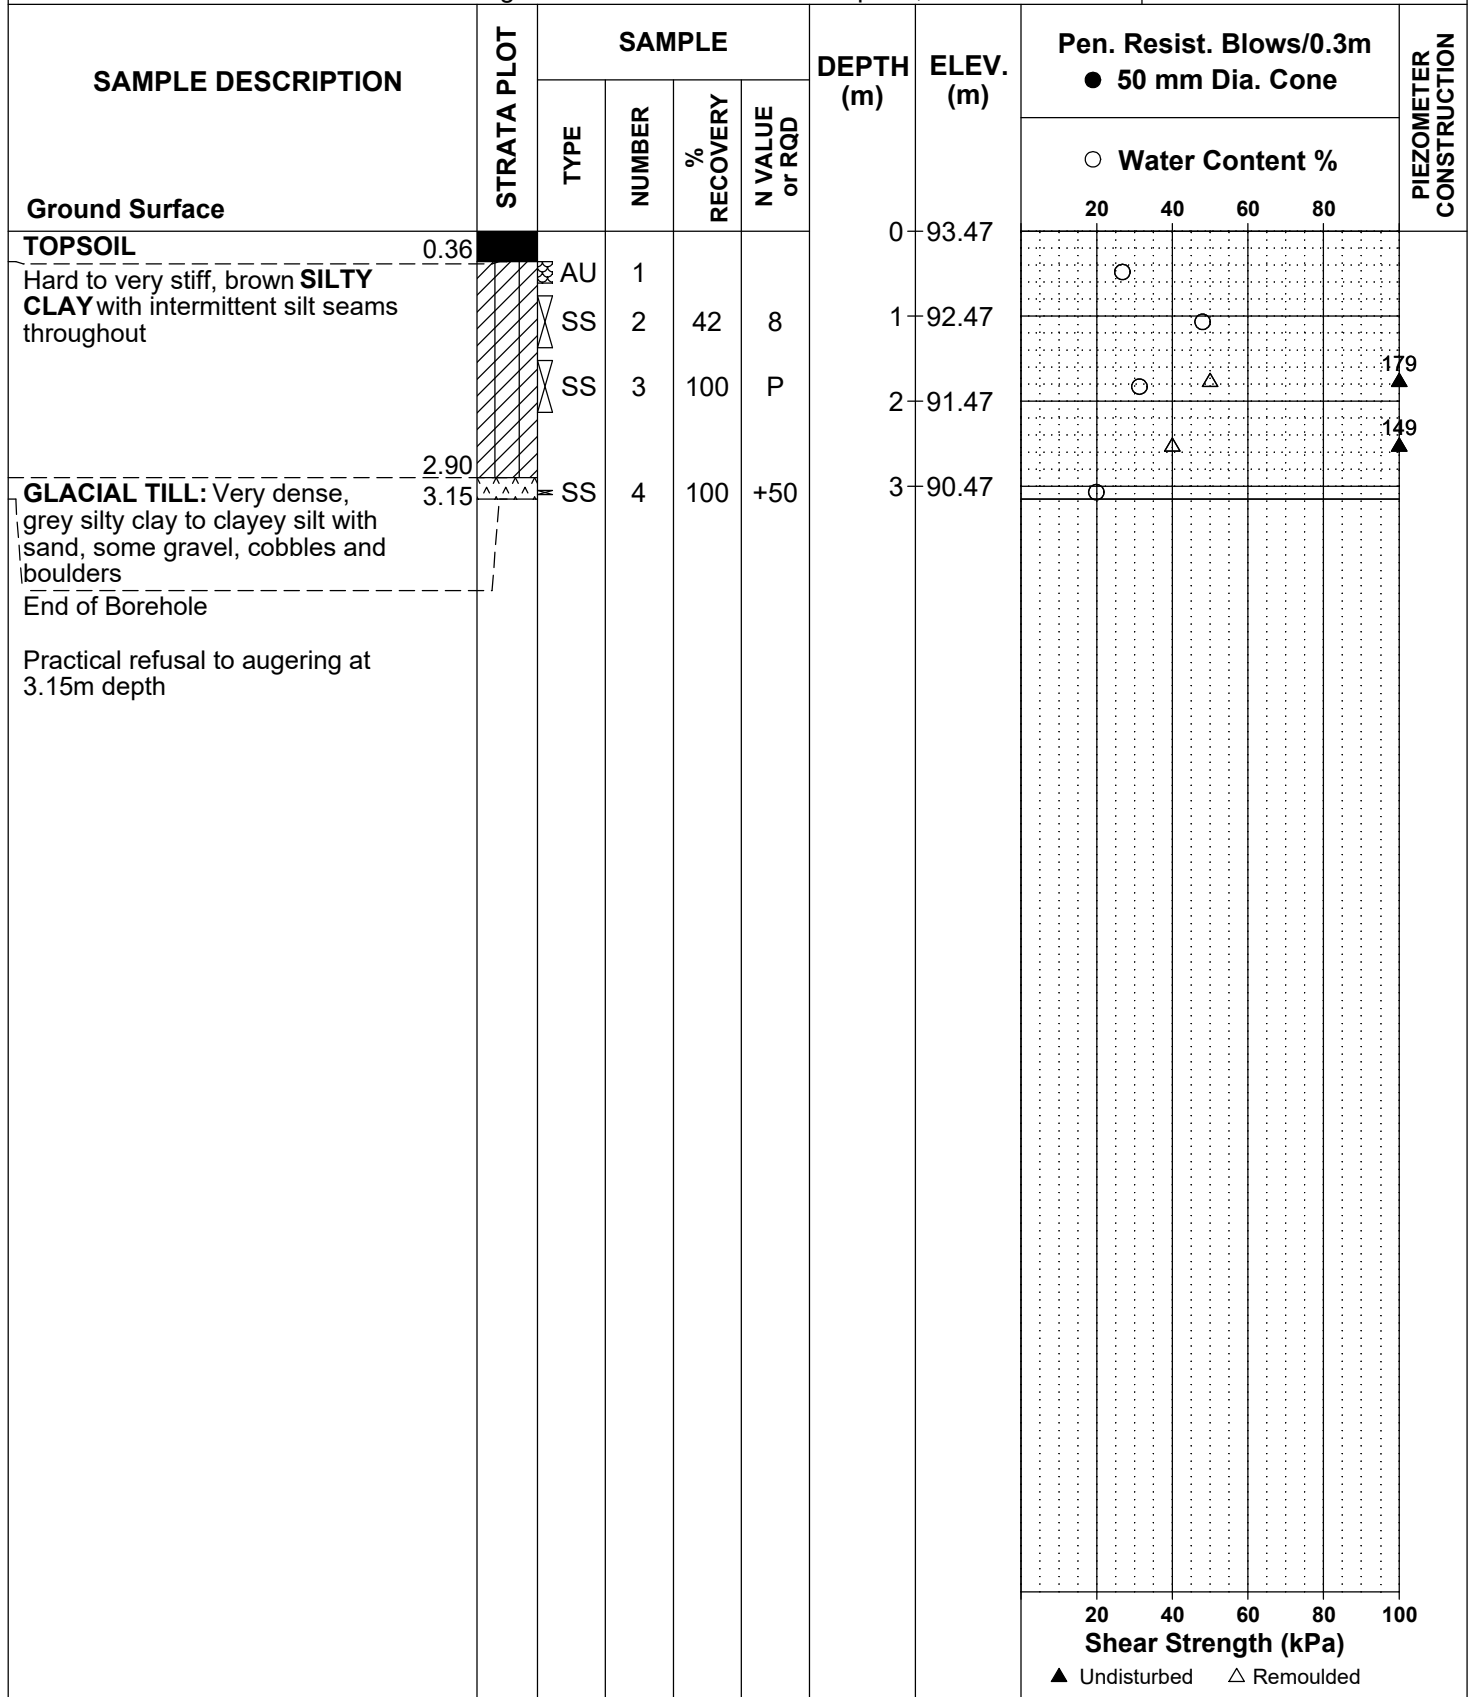 SAMPLE DESCRIPTION
STRATA PLOT
SAMPLE
TYPE
NUMBER
%
RECOVERY
N VALUE
or RQD
DEPTH
(m)
ELEV.
(m)
Pen. Resist. Blows/0.3m
● 50 mm Dia. Cone
○ Water Content %
20 40 60 80
PIEZOMETER
CONSTRUCTION
Ground Surface
0 93.47
TOPSOIL 0.36
Hard to very stiff, brown SILTY
CLAY with intermittent silt seams
throughout
AU 1
SS 2 42 8
1 92.47
SS 3 100 P
179
2 91.47
149
2.90
GLACIAL TILL: Very dense,
grey silty clay to clayey silt with
sand, some gravel, cobbles and
boulders
3.15
SS 4 100 +50
3 90.47
End of Borehole
Practical refusal to augering at
3.15m depth
20 40 60 80 100
Shear Strength (kPa)
▲ Undisturbed △ Remoulded